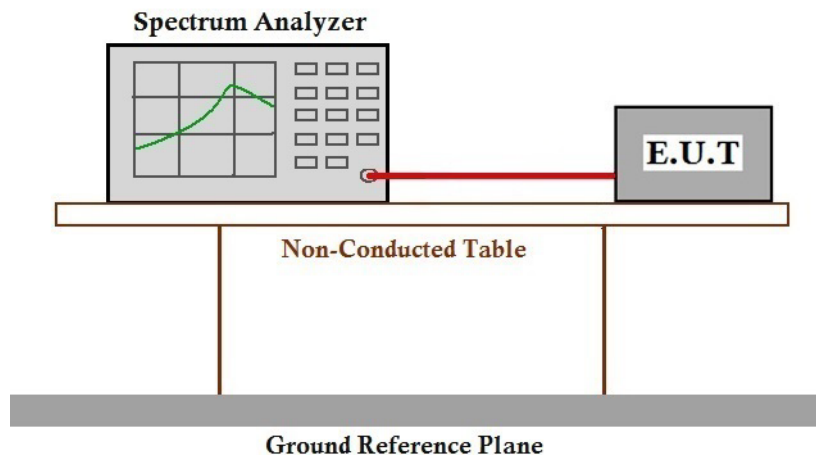 Spectrum Analyzer
E.U.T
Non-Conducted Table
Ground Reference Plane